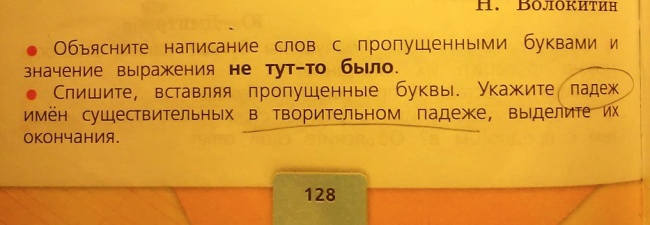 Н. Волокитин
● Объясните написание слов с пропущенными буквами и
значение выражения не тут-то было.
● Спишите, вставляя пропущенные буквы. Укажите падеж
имён существительных в творительном падеже, выделите их
окончания.
128